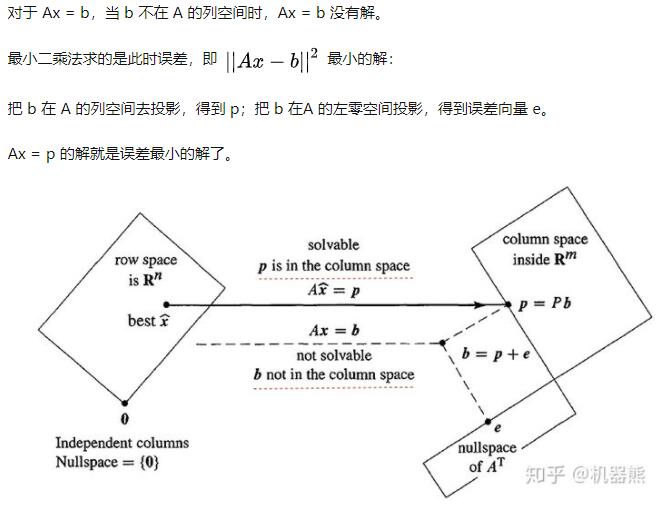 对于 Ax = b，当 b 不在 A 的列空间时，Ax = b 没有解。
最小二乘法求的是此时误差，即 $||Ax - b||^2$ 最小的解：
把 b 在 A 的列空间去投影，得到 p；把 b 在A 的左零空间投影，得到误差向量 e。
Ax = p 的解就是误差最小的解了。
row space
is Rⁿ
best x̂
0
Independent columns
Nullspace = {0}
solvable
p is in the column space
Ax̂ = p
Ax = b
not solvable
b not in the column space
column space
inside Rᵐ
p = Pb
b = p + e
e
nullspace
of Aᵀ
知乎 @机器熊